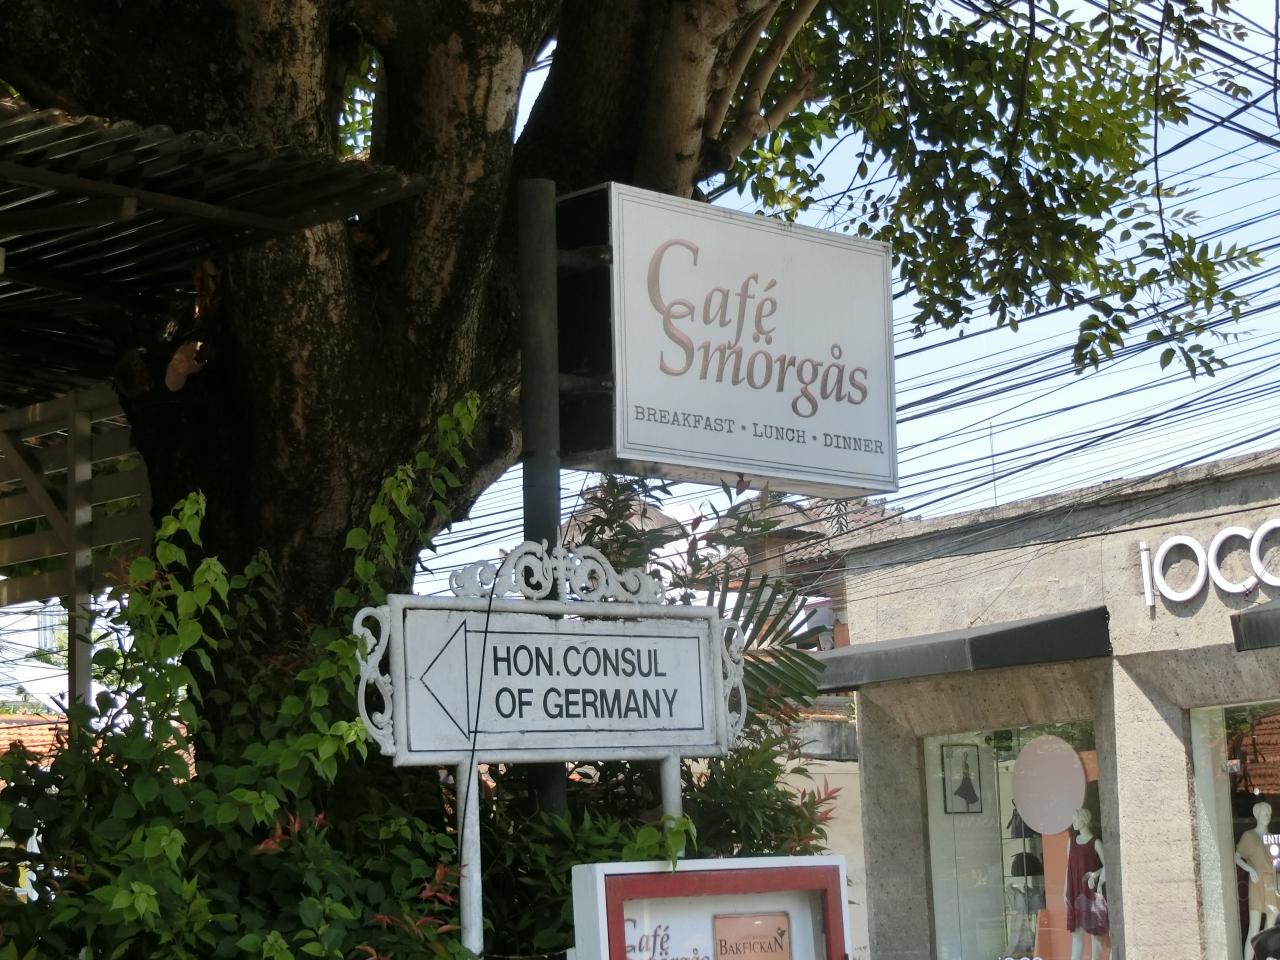 Café
Smörgås
BREAKFAST • LUNCH • DINNER
HON.CONSUL
OF GERMANY
Café
BAKFICKAN